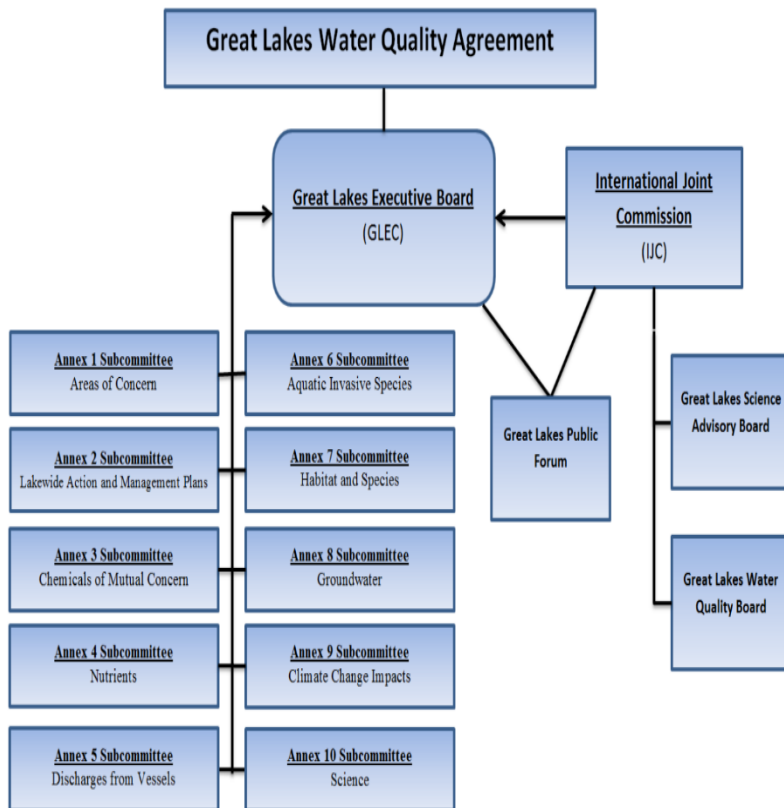 Great Lakes Water Quality Agreement
Great Lakes Executive Board
(GLEC)
International Joint
Commission
(IJC)
Annex 1 Subcommittee
Areas of Concern
Annex 6 Subcommittee
Aquatic Invasive Species
Annex 2 Subcommittee
Lakewide Action and Management Plans
Annex 7 Subcommittee
Habitat and Species
Annex 3 Subcommittee
Chemicals of Mutual Concern
Annex 8 Subcommittee
Groundwater
Annex 4 Subcommittee
Nutrients
Annex 9 Subcommittee
Climate Change Impacts
Annex 5 Subcommittee
Discharges from Vessels
Annex 10 Subcommittee
Science
Great Lakes Public
Forum
Great Lakes Science
Advisory Board
Great Lakes Water
Quality Board